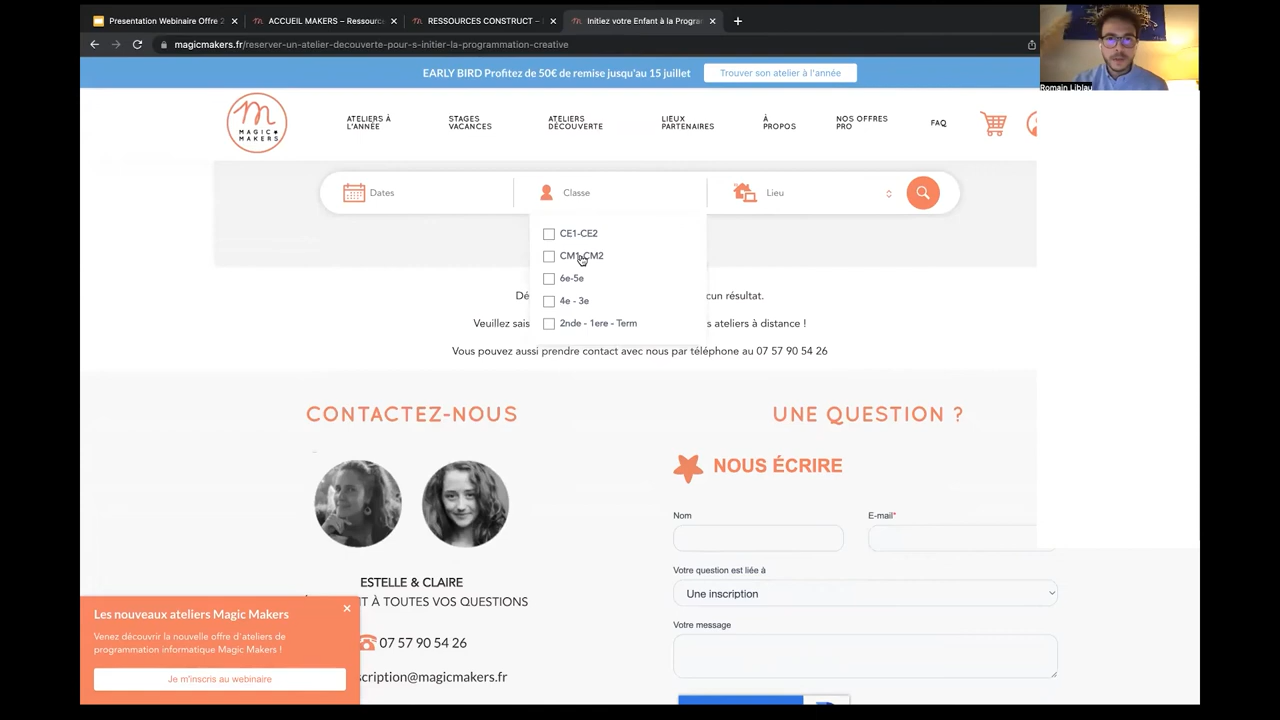 Presentation Webinaire Offre 2
ACCUEIL MAKERS – Ressourc
RESSOURCES CONSTRUCT –
Initiez votre Enfant à la Progra
magicmakers.fr/reserver-un-atelier-decouverte-pour-s-initier-la-programmation-creative
Romain Liblau
EARLY BIRD Profitez de 50€ de remise jusqu'au 15 juillet
Trouver son atelier à l'année
MAGIC MAKERS
ATELIERS À L'ANNÉE
STAGES VACANCES
ATELIERS DÉCOUVERTE
LIEUX PARTENAIRES
À PROPOS
NOS OFFRES PRO
FAQ
Dates
Classe
Lieu
CE1-CE2
CM1-CM2
6e-5e
4e - 3e
2nde - 1ere - Term
Dé cun résultat.
Veuillez sais s ateliers à distance !
Vous pouvez aussi prendre contact avec nous par téléphone au 07 57 90 54 26
CONTACTEZ-NOUS
UNE QUESTION ?
NOUS ÉCRIRE
Nom
E-mail*
Votre question est liée à
Une inscription
Votre message
ESTELLE & CLAIRE
T À TOUTES VOS QUESTIONS
07 57 90 54 26
scription@magicmakers.fr
Les nouveaux ateliers Magic Makers
Venez découvrir la nouvelle offre d'ateliers de
programmation informatique Magic Makers !
Je m'inscris au webinaire